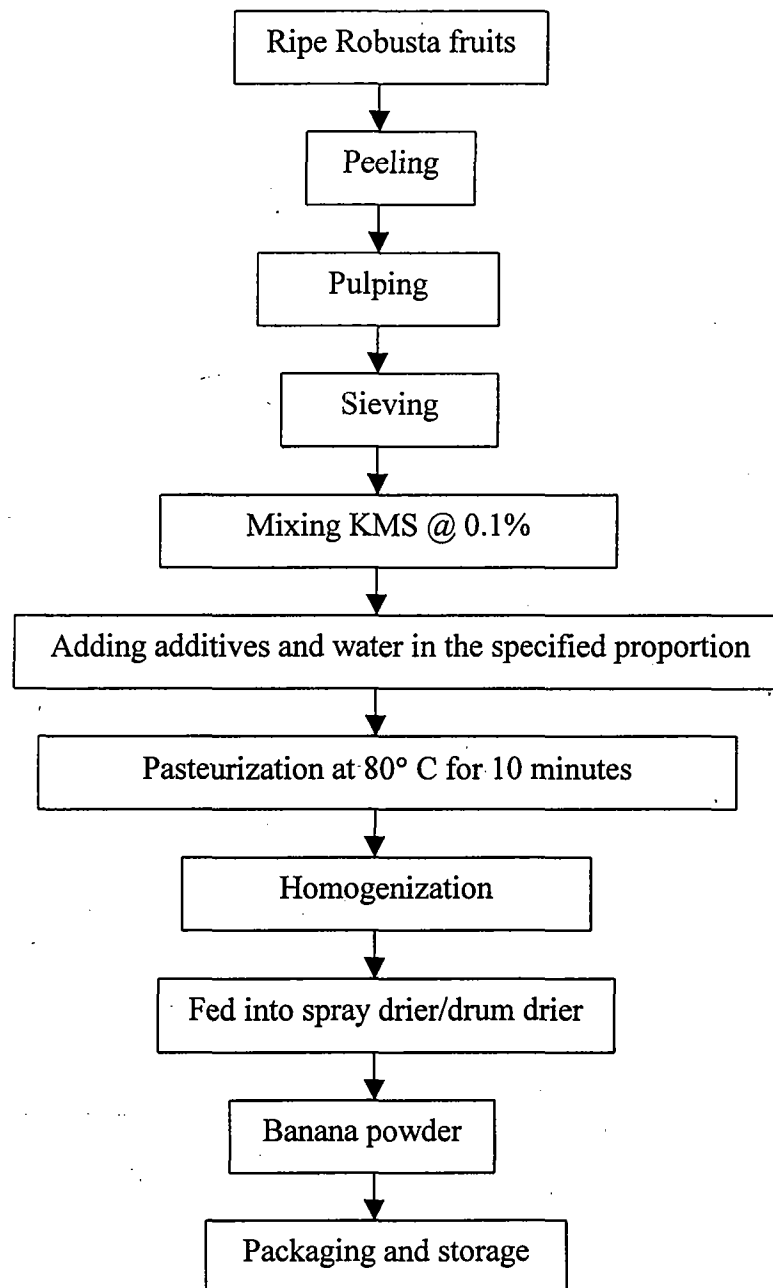 Ripe Robusta fruits
Peeling
Pulping
Sieving
Mixing KMS @ 0.1%
Adding additives and water in the specified proportion
Pasteurization at 80° C for 10 minutes
Homogenization
Fed into spray drier/drum drier
Banana powder
Packaging and storage